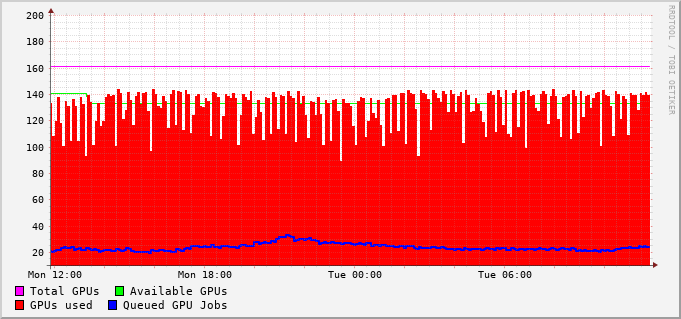 RRDTOOL / TOBI OETIKER
200
180
160
140
120
100
80
60
40
20
Mon 12:00 Mon 18:00 Tue 00:00 Tue 06:00
Total GPUs Available GPUs
GPUs used Queued GPU Jobs